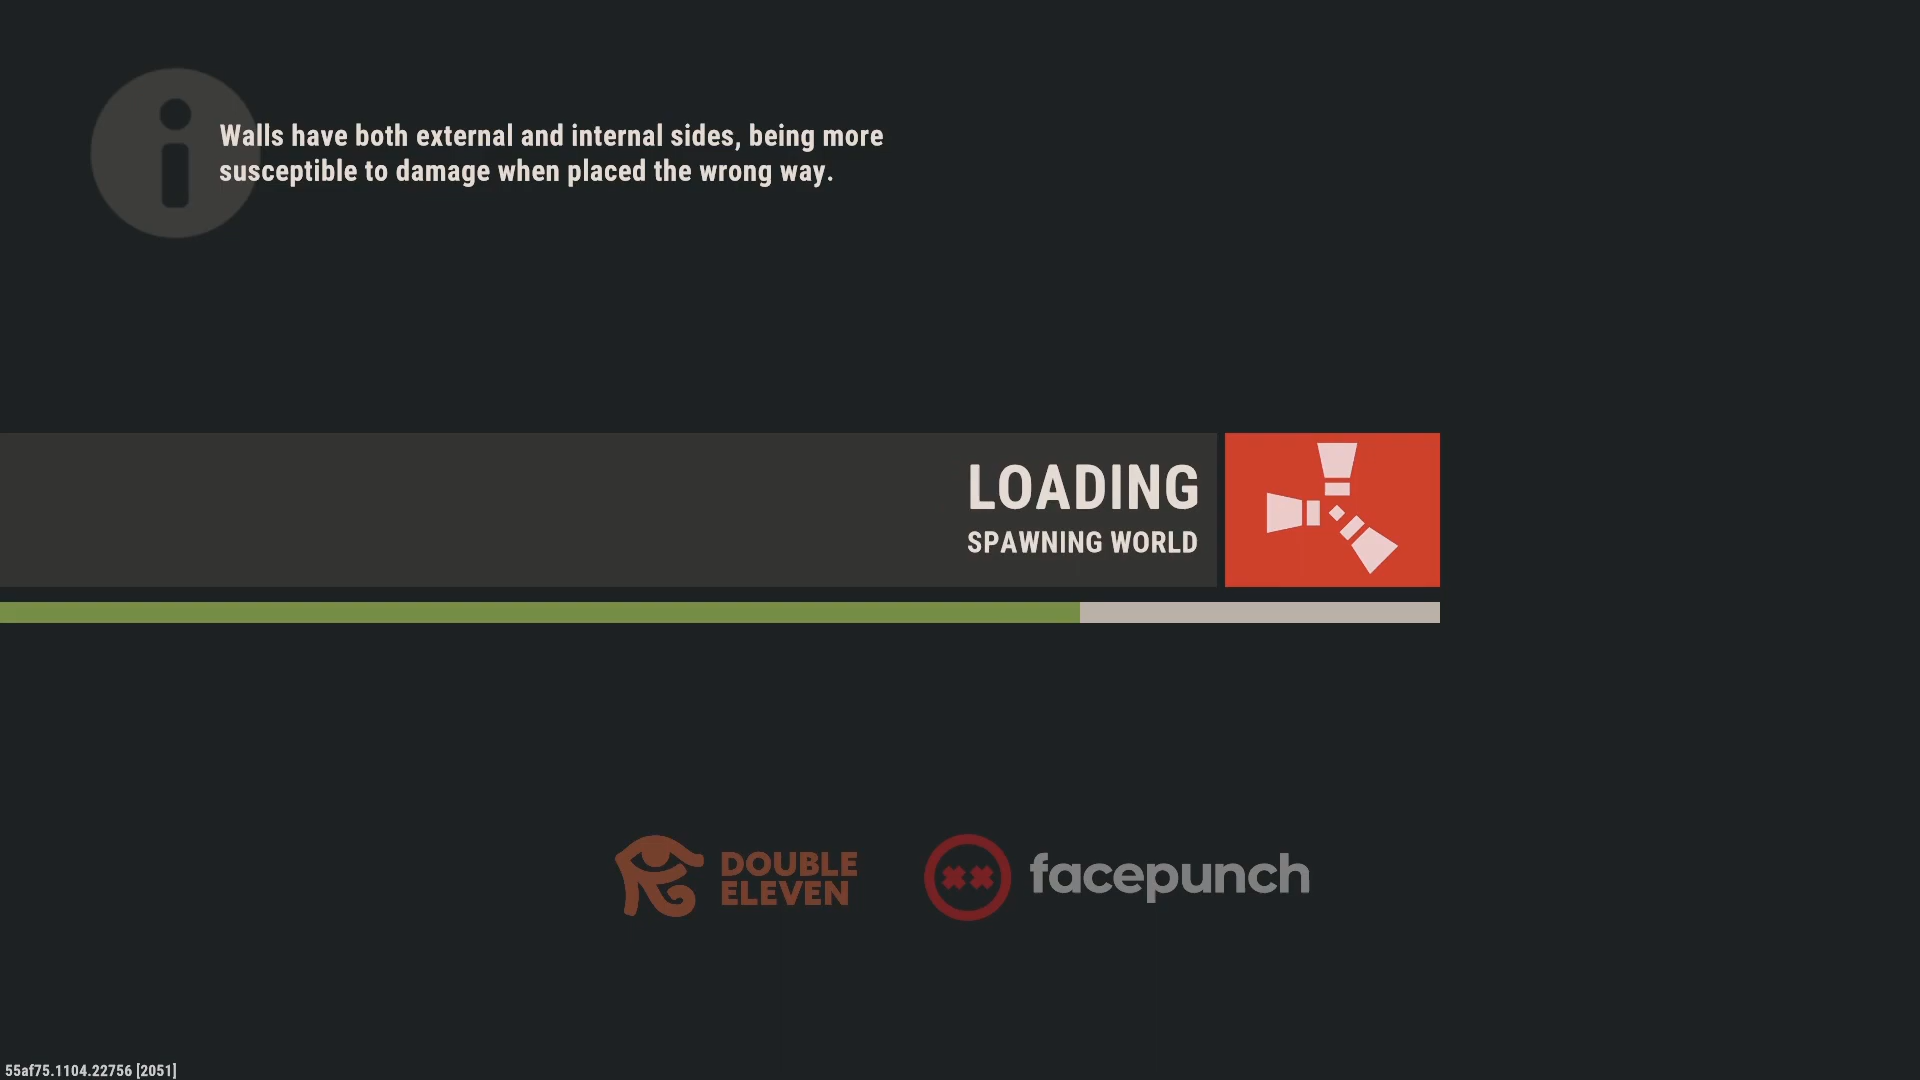 Walls have both external and internal sides, being more
susceptible to damage when placed the wrong way.
LOADING
SPAWNING WORLD
DOUBLE
ELEVEN
facepunch
55af75.1104.22756 [2051]